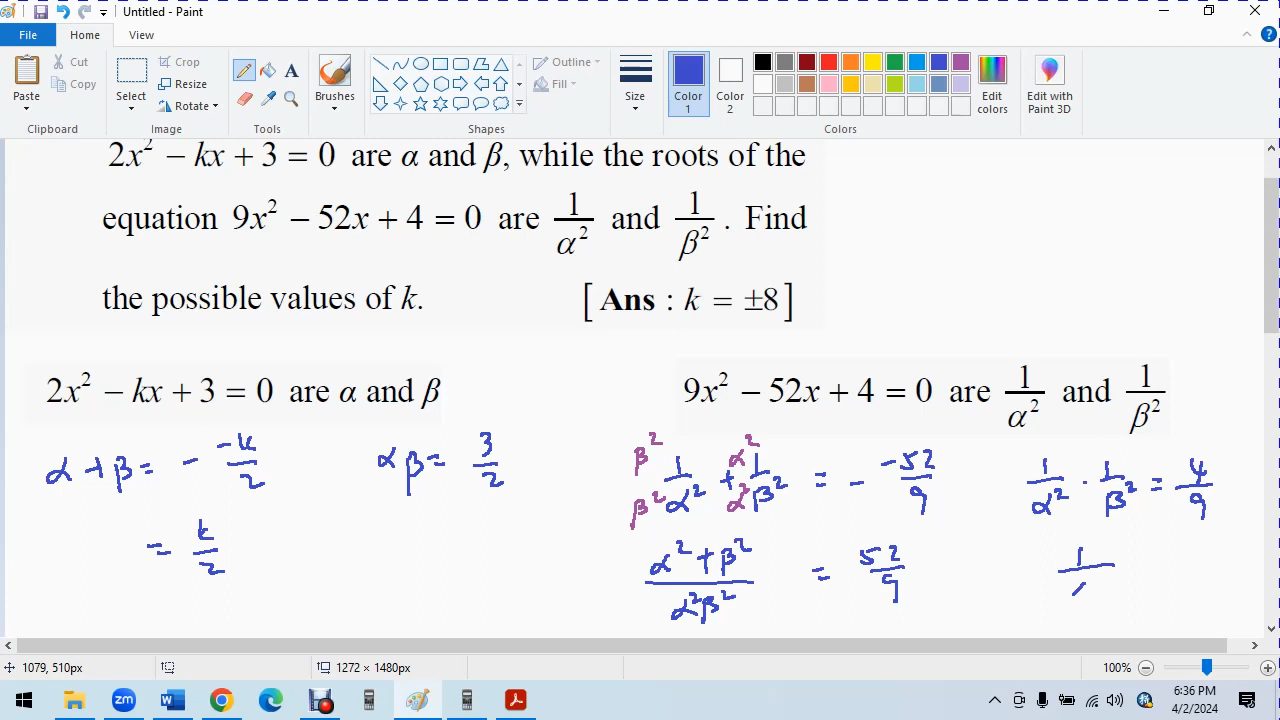 Untitled - Paint
File Home View
Paste Cut Copy Clipboard
Select Crop Resize Rotate Image
Tools
Brushes
Outline Fill Shapes
Size
Color 1 Color 2 Edit colors Colors
Edit with Paint 3D
2x² − kx + 3 = 0 are α and β, while the roots of the
equation 9x² − 52x + 4 = 0 are 1/α² and 1/β². Find
the possible values of k. [Ans : k = ±8]
2x² − kx + 3 = 0 are α and β
9x² − 52x + 4 = 0 are 1/α² and 1/β²
α + β = − −k/2
αβ = 3/2
β²/β² 1/α² + α²/α² 1/β² = − −52/9
1/α² · 1/β² = 4/9
= k/2
(α² + β²)/(α²β²) = 52/9
1/
1079, 510px 1272 × 1480px 100%
6:36 PM
4/2/2024